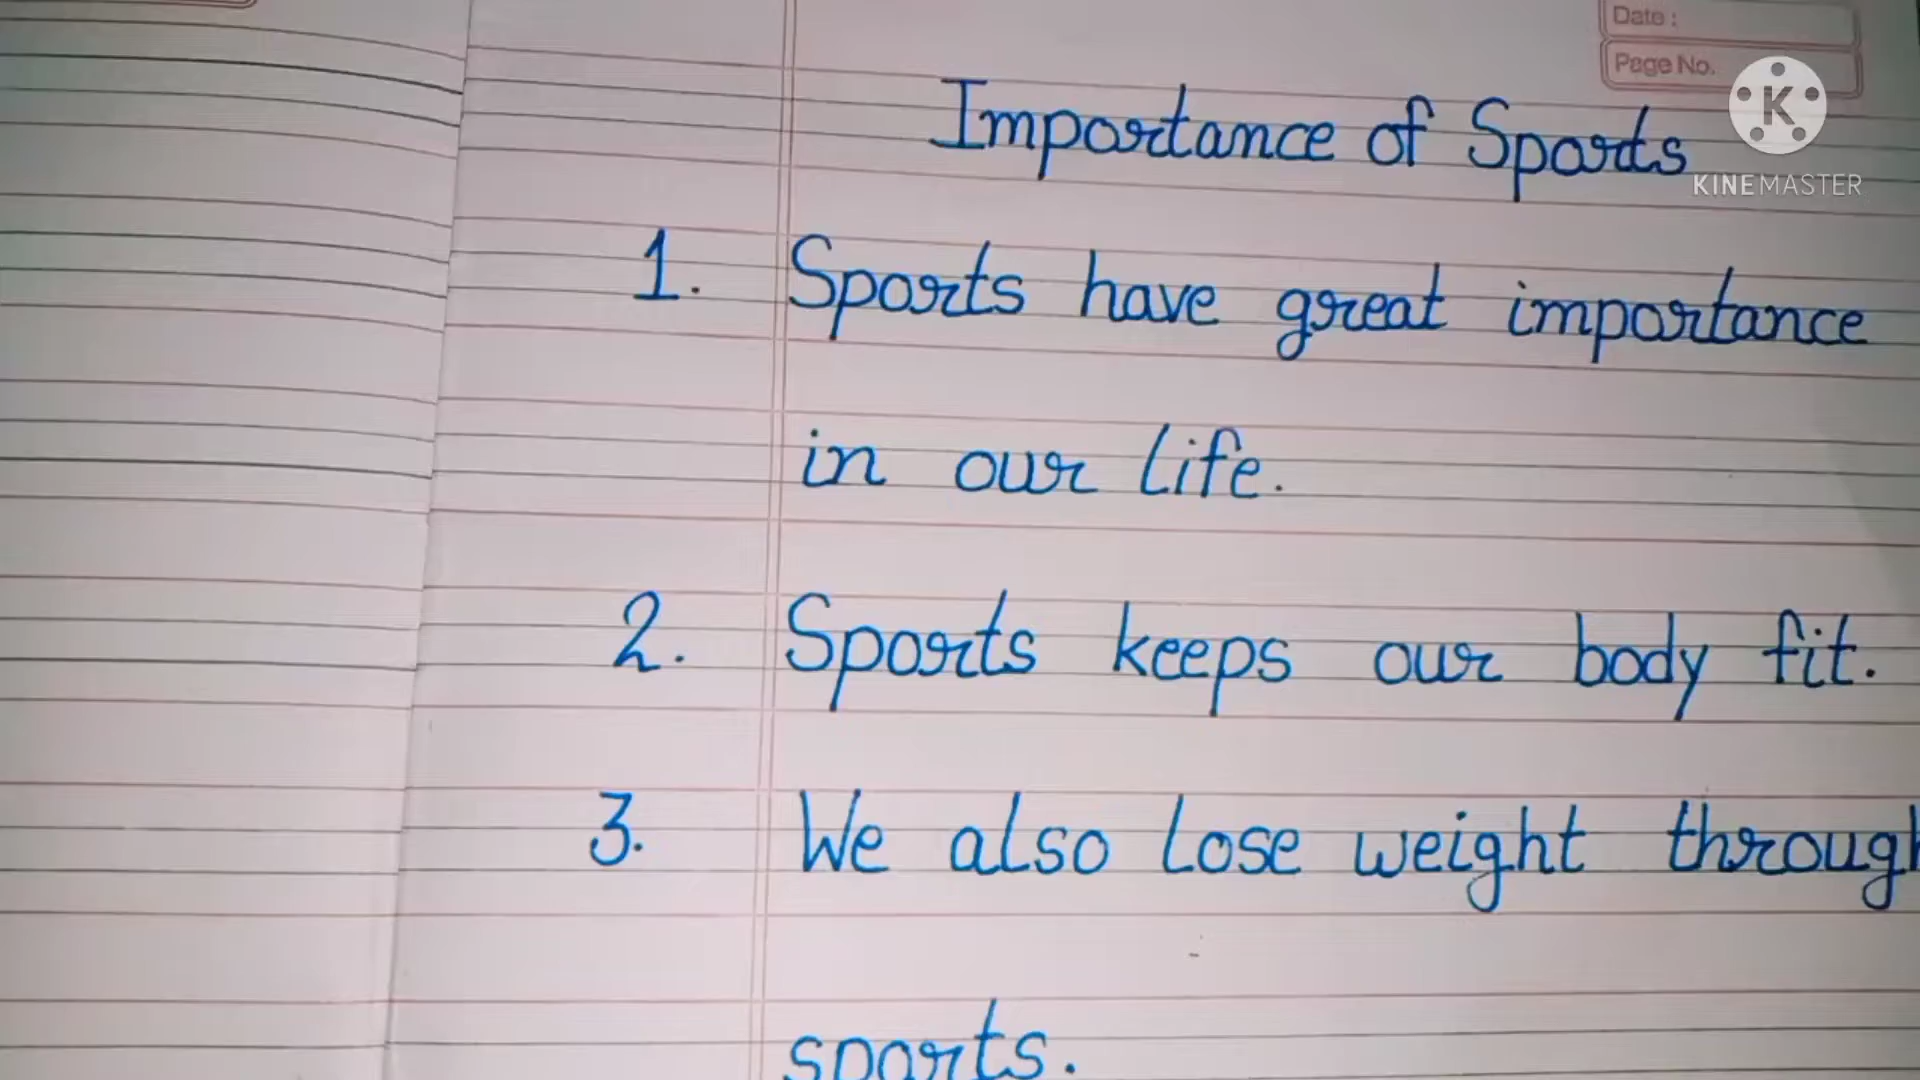 Date :
Page No.
K
KINEMASTER
Importance of Sports
1. Sports have great importance
in our life.
2. Sports keeps our body fit.
3. We also lose weight through
sports.